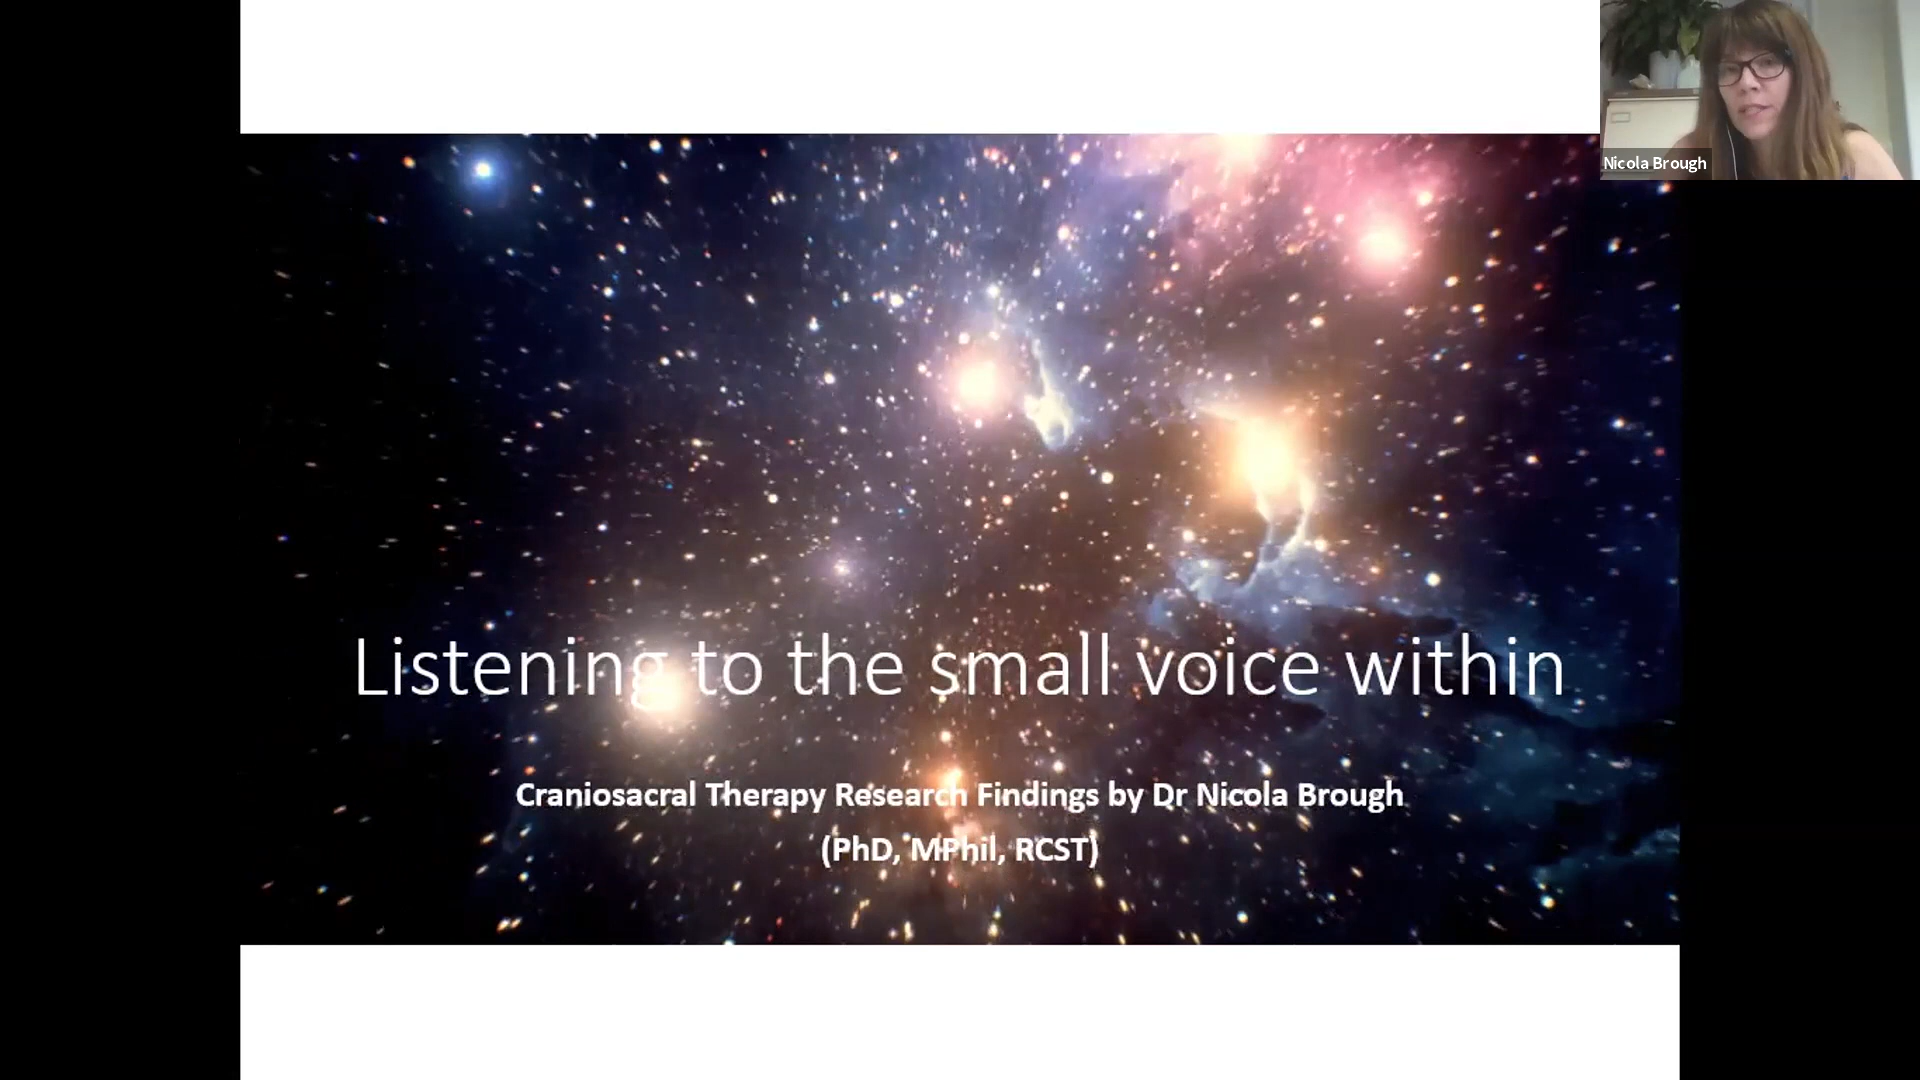 Nicola Brough
Listening to the small voice within
Craniosacral Therapy Research Findings by Dr Nicola Brough
(PhD, MPhil, RCST)